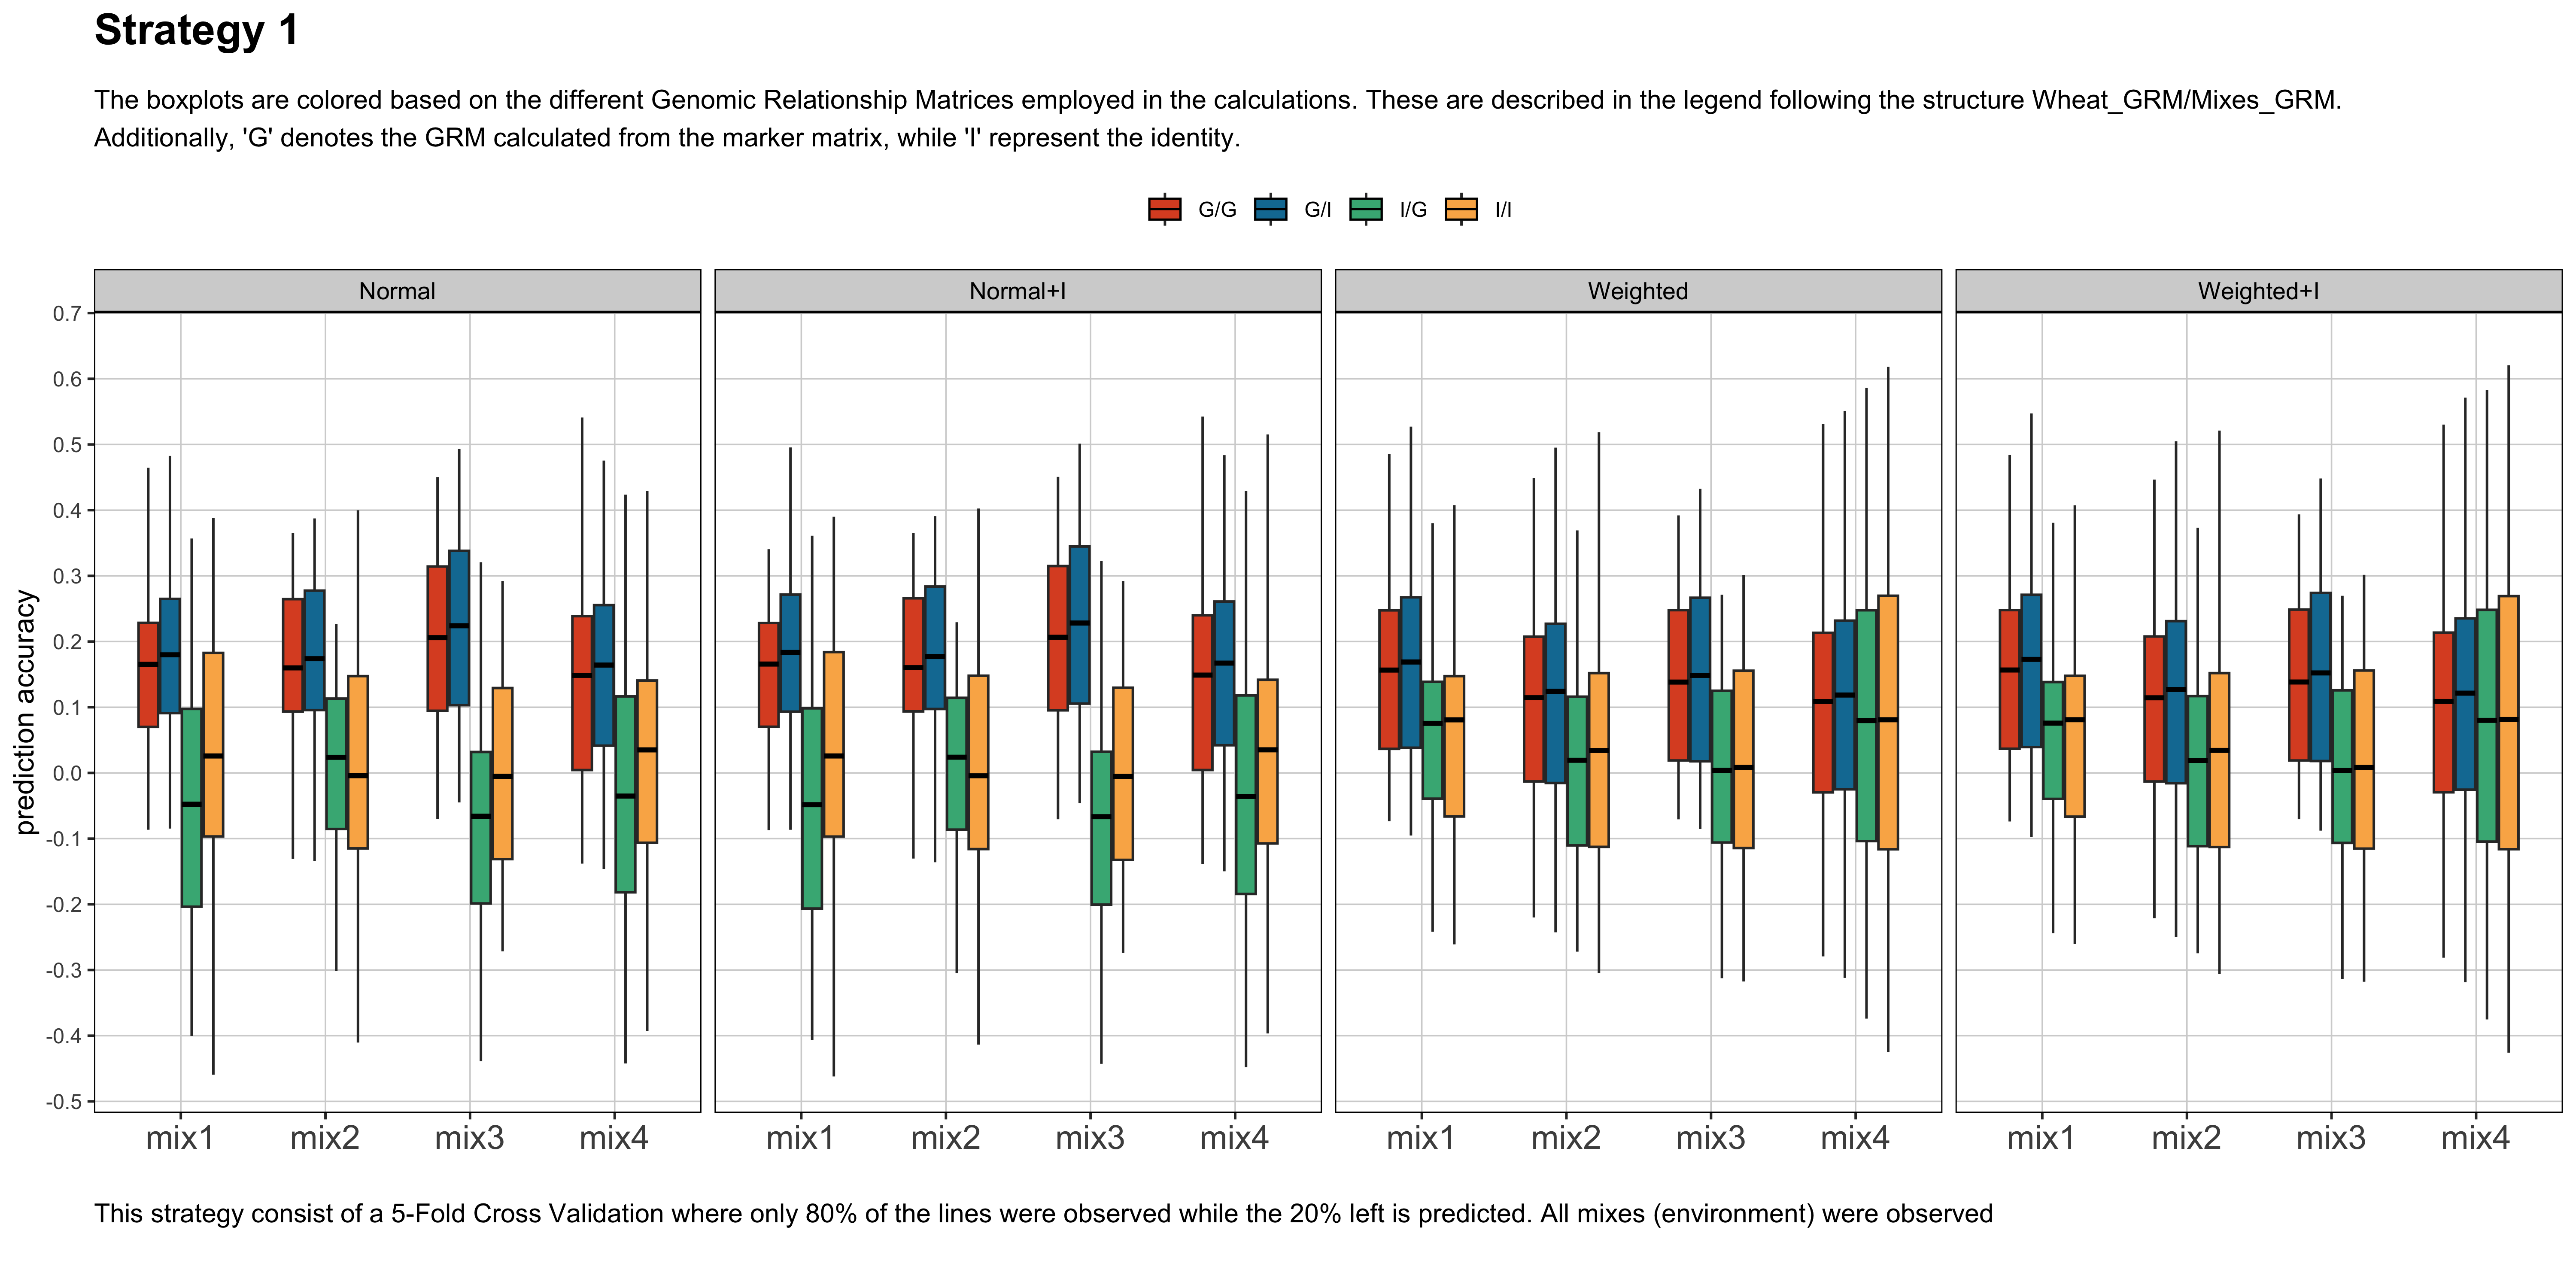 Strategy 1
The boxplots are colored based on the different Genomic Relationship Matrices employed in the calculations. These are described in the legend following the structure Wheat_GRM/Mixes_GRM.
Additionally, 'G' denotes the GRM calculated from the marker matrix, while 'I' represent the identity.
G/G G/I I/G I/I
Normal Normal+I Weighted Weighted+I
prediction accuracy
0.7
0.6
0.5
0.4
0.3
0.2
0.1
0.0
-0.1
-0.2
-0.3
-0.4
-0.5
mix1 mix2 mix3 mix4 mix1 mix2 mix3 mix4 mix1 mix2 mix3 mix4 mix1 mix2 mix3 mix4
This strategy consist of a 5-Fold Cross Validation where only 80% of the lines were observed while the 20% left is predicted. All mixes (environment) were observed